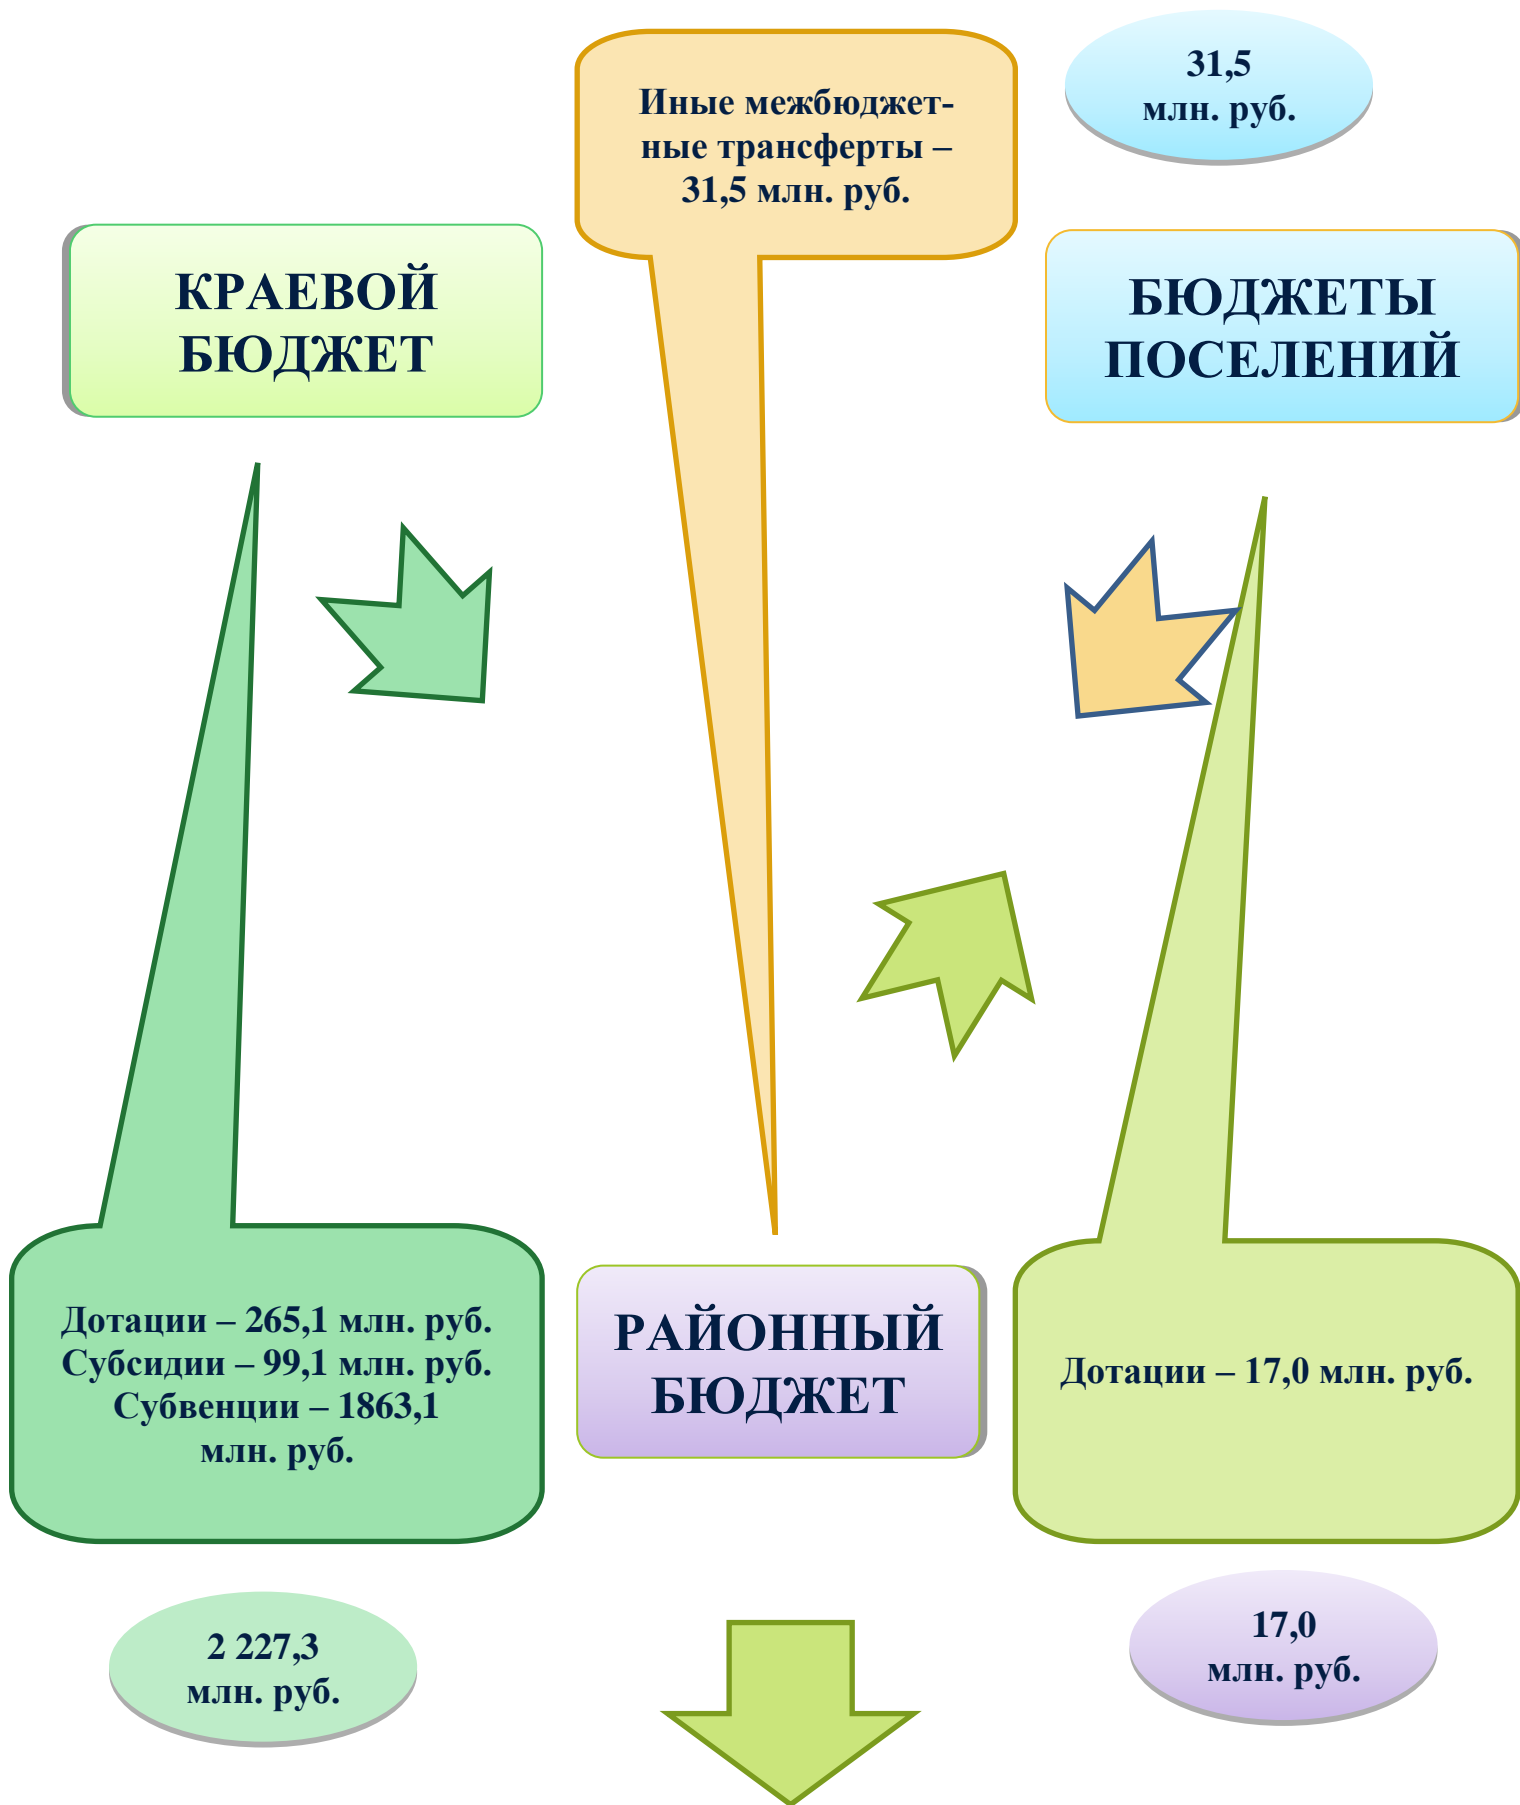 31,5
млн. руб.
Иные межбюджет-
ные трансферты –
31,5 млн. руб.
КРАЕВОЙ
БЮДЖЕТ
БЮДЖЕТЫ
ПОСЕЛЕНИЙ
Дотации – 265,1 млн. руб.
Субсидии – 99,1 млн. руб.
Субвенции – 1863,1
млн. руб.
РАЙОННЫЙ
БЮДЖЕТ
Дотации – 17,0 млн. руб.
2 227,3
млн. руб.
17,0
млн. руб.